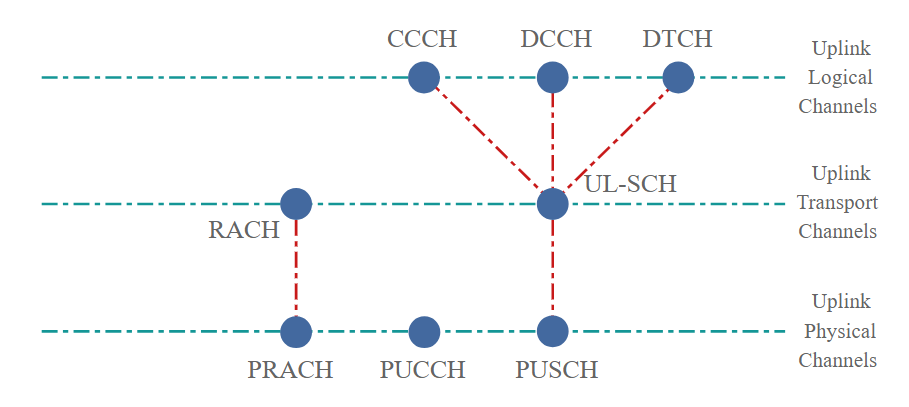 CCCH
DCCH
DTCH
Uplink
Logical
Channels
UL-SCH
RACH
Uplink
Transport
Channels
PRACH
PUCCH
PUSCH
Uplink
Physical
Channels